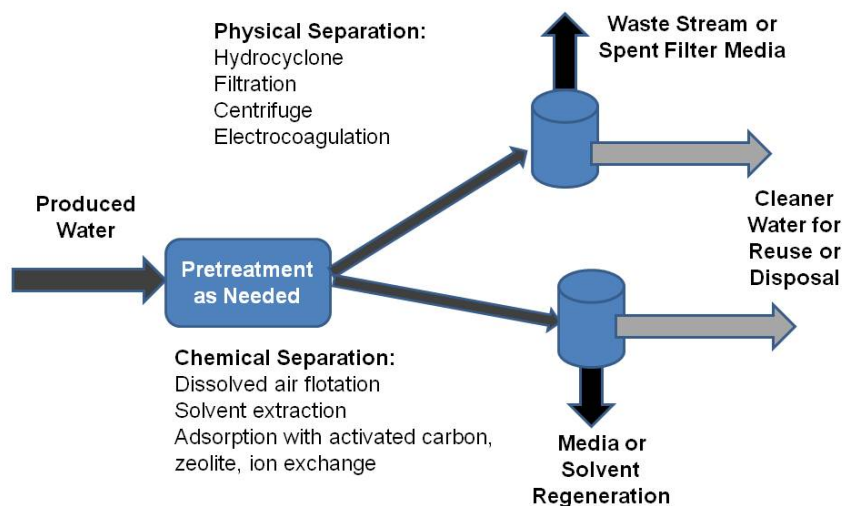 Physical Separation:
Hydrocyclone
Filtration
Centrifuge
Electrocoagulation
Waste Stream or
Spent Filter Media
Produced
Water
Pretreatment
as Needed
Cleaner
Water for
Reuse or
Disposal
Chemical Separation:
Dissolved air flotation
Solvent extraction
Adsorption with activated carbon,
zeolite, ion exchange
Media or
Solvent
Regeneration